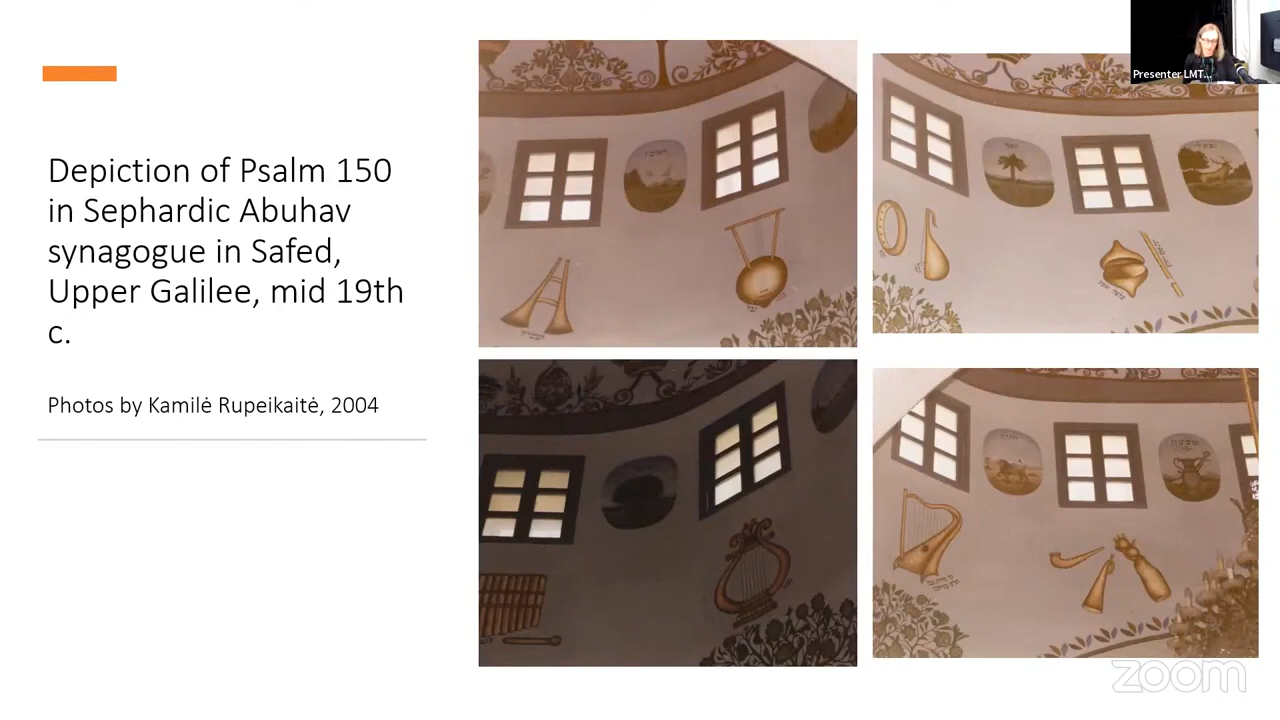 Depiction of Psalm 150
in Sephardic Abuhav
synagogue in Safed,
Upper Galilee, mid 19th
c.
Photos by Kamilė Rupeikaitė, 2004
Presenter LMT...
zoom